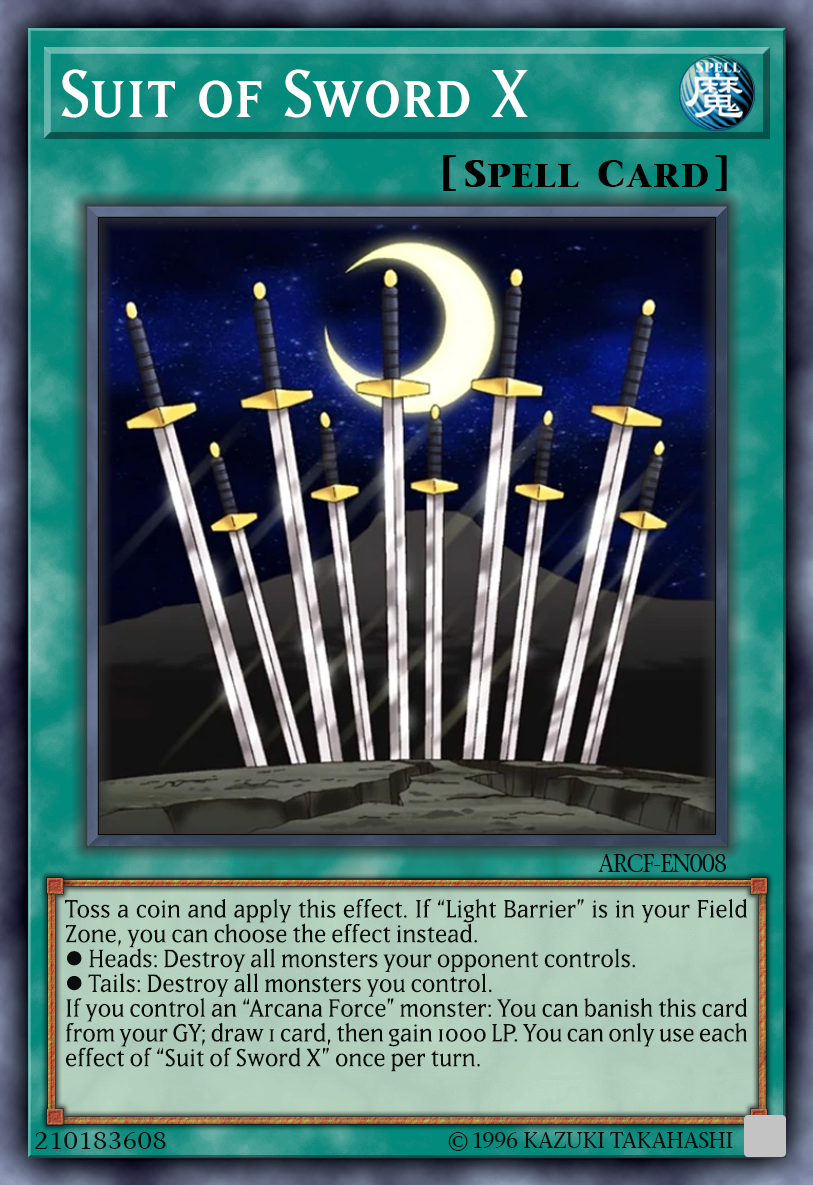 Suit of Sword X
SPELL
魔
[Spell Card]
ARCF-EN008
Toss a coin and apply this effect. If “Light Barrier” is in your Field
Zone, you can choose the effect instead.
● Heads: Destroy all monsters your opponent controls.
● Tails: Destroy all monsters you control.
If you control an “Arcana Force” monster: You can banish this card
from your GY; draw 1 card, then gain 1000 LP. You can only use each
effect of “Suit of Sword X” once per turn.
210183608
© 1996 KAZUKI TAKAHASHI